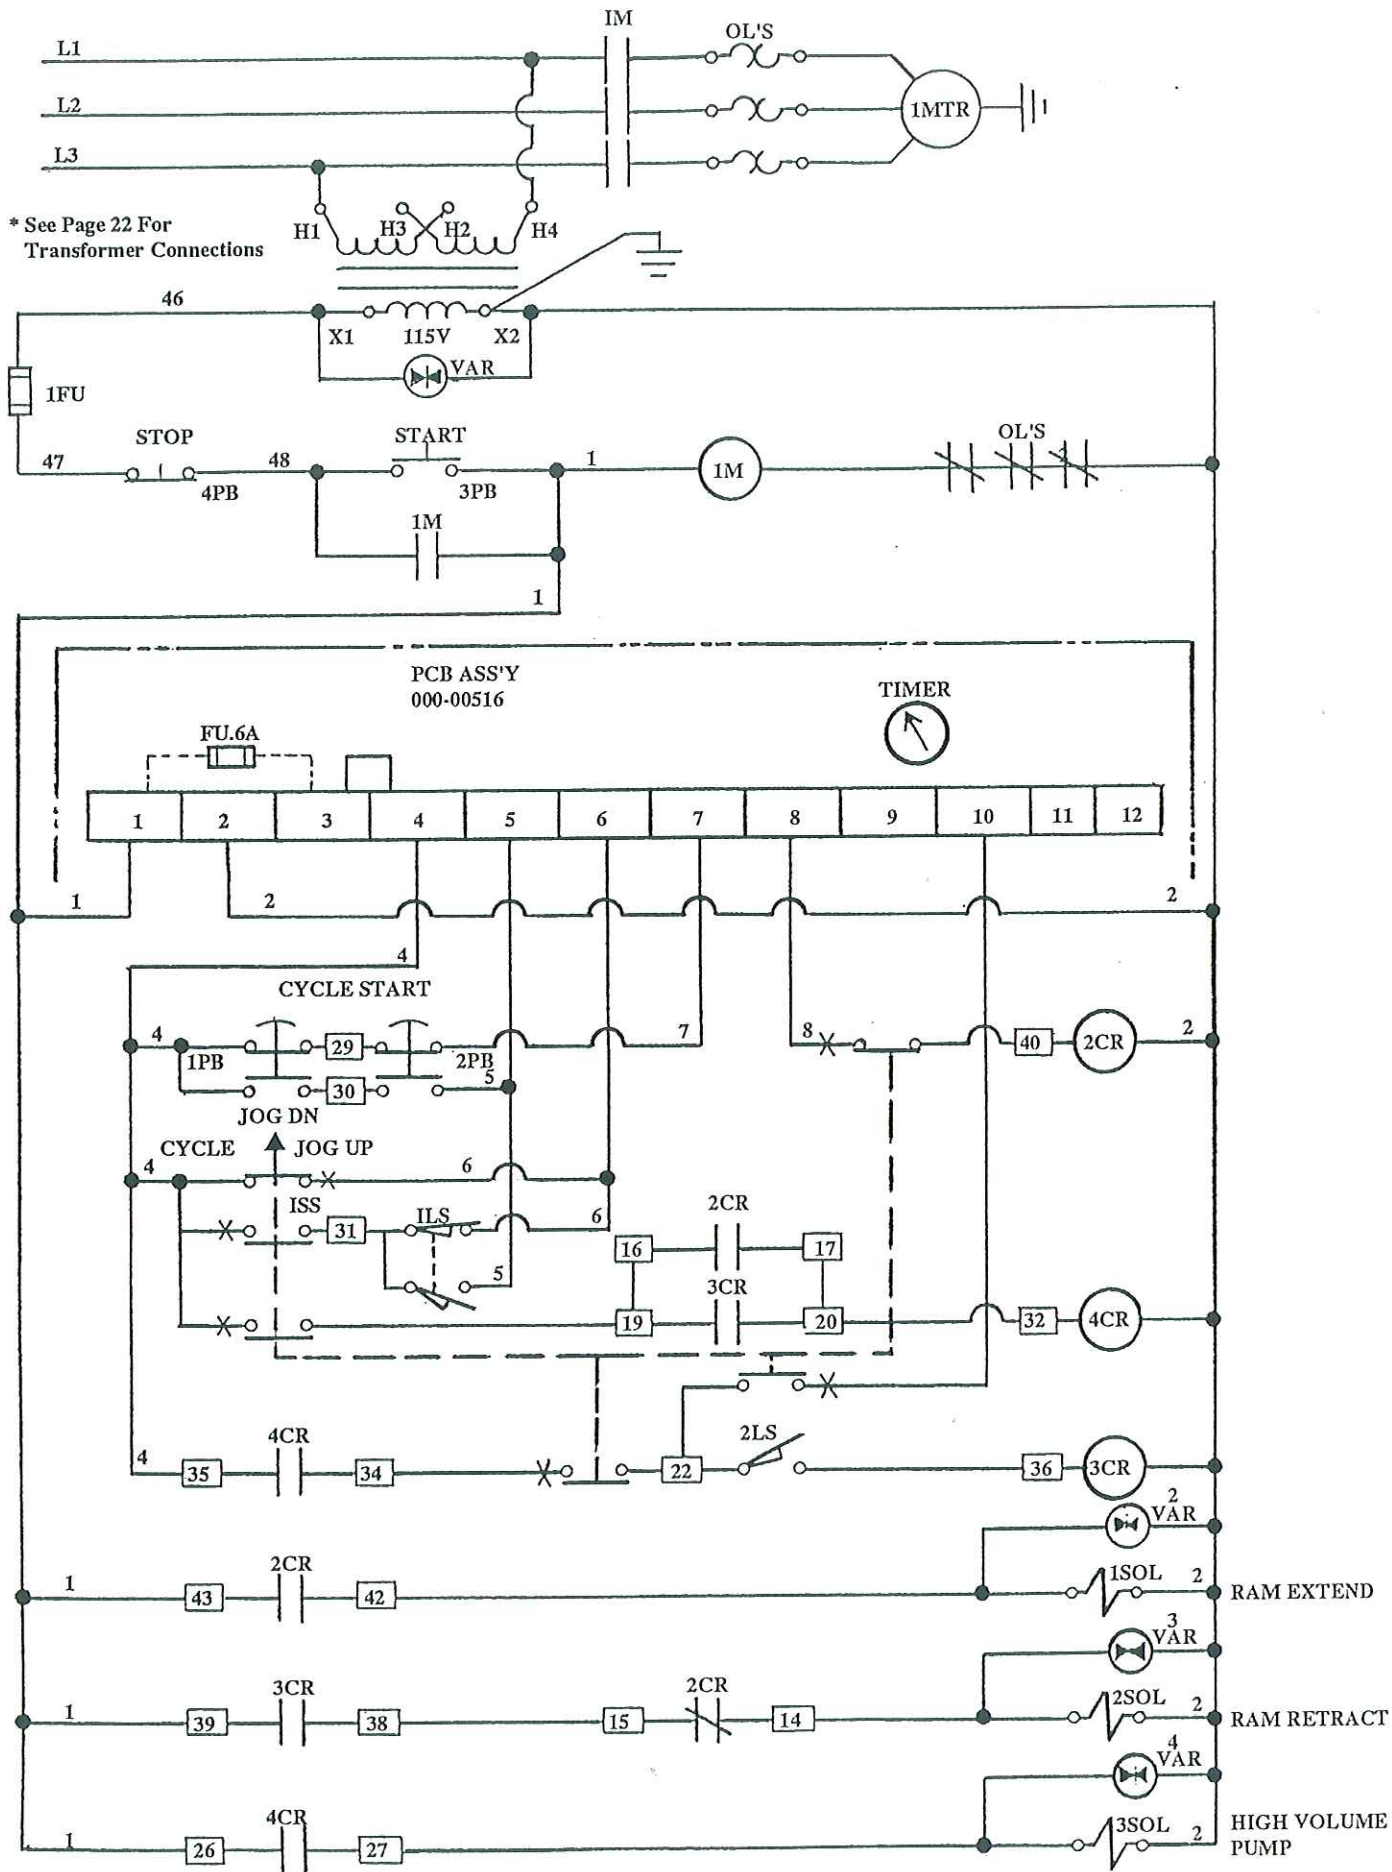 IM
OL'S
L1
L2
1MTR
L3
* See Page 22 For
Transformer Connections
H1
H3
H2
H4
46
X1
115V
X2
VAR
1FU
STOP
START
OL'S
47
48
1
1M
4PB
3PB
1M
1
PCB ASS'Y
000-00516
TIMER
FU.6A
1 2 3 4 5 6 7 8 9 10 11 12
1
2
2
4
CYCLE START
4
1PB
29
2PB
7
8
40
2CR
2
30
5
JOG DN
CYCLE
JOG UP
4
6
ISS
31
ILS
6
2CR
16
17
5
3CR
19
20
32
4CR
4
35
4CR
34
22
2LS
36
3CR
2
VAR
1
43
2CR
42
1SOL
2
RAM EXTEND
3
VAR
1
39
3CR
38
15
2CR
14
2SOL
2
RAM RETRACT
4
VAR
1
26
4CR
27
3SOL
2
HIGH VOLUME
PUMP